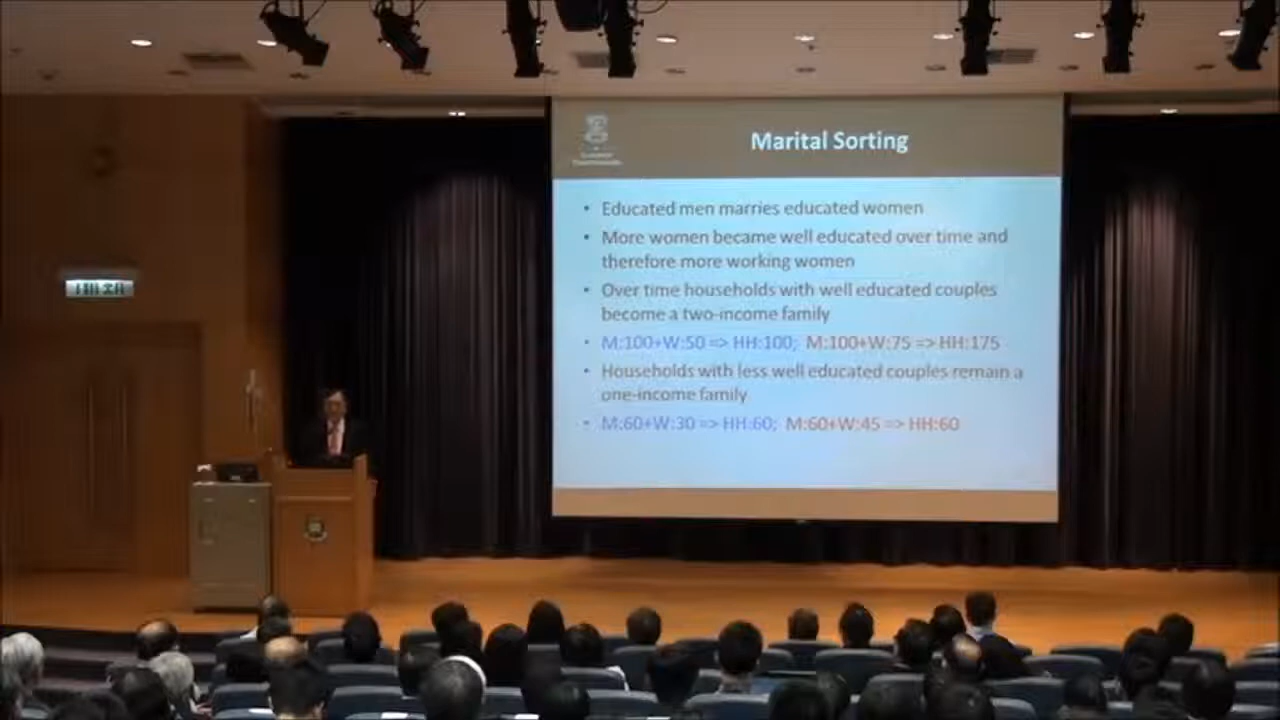 Marital Sorting
• Educated men marries educated women
• More women became well educated over time and
therefore more working women
• Over time households with well educated couples
become a two-income family
• M:100+W:50 => HH:100; M:100+W:75 => HH:175
• Households with less well educated couples remain a
one-income family
• M:60+W:30 => HH:60; M:60+W:45 => HH:60